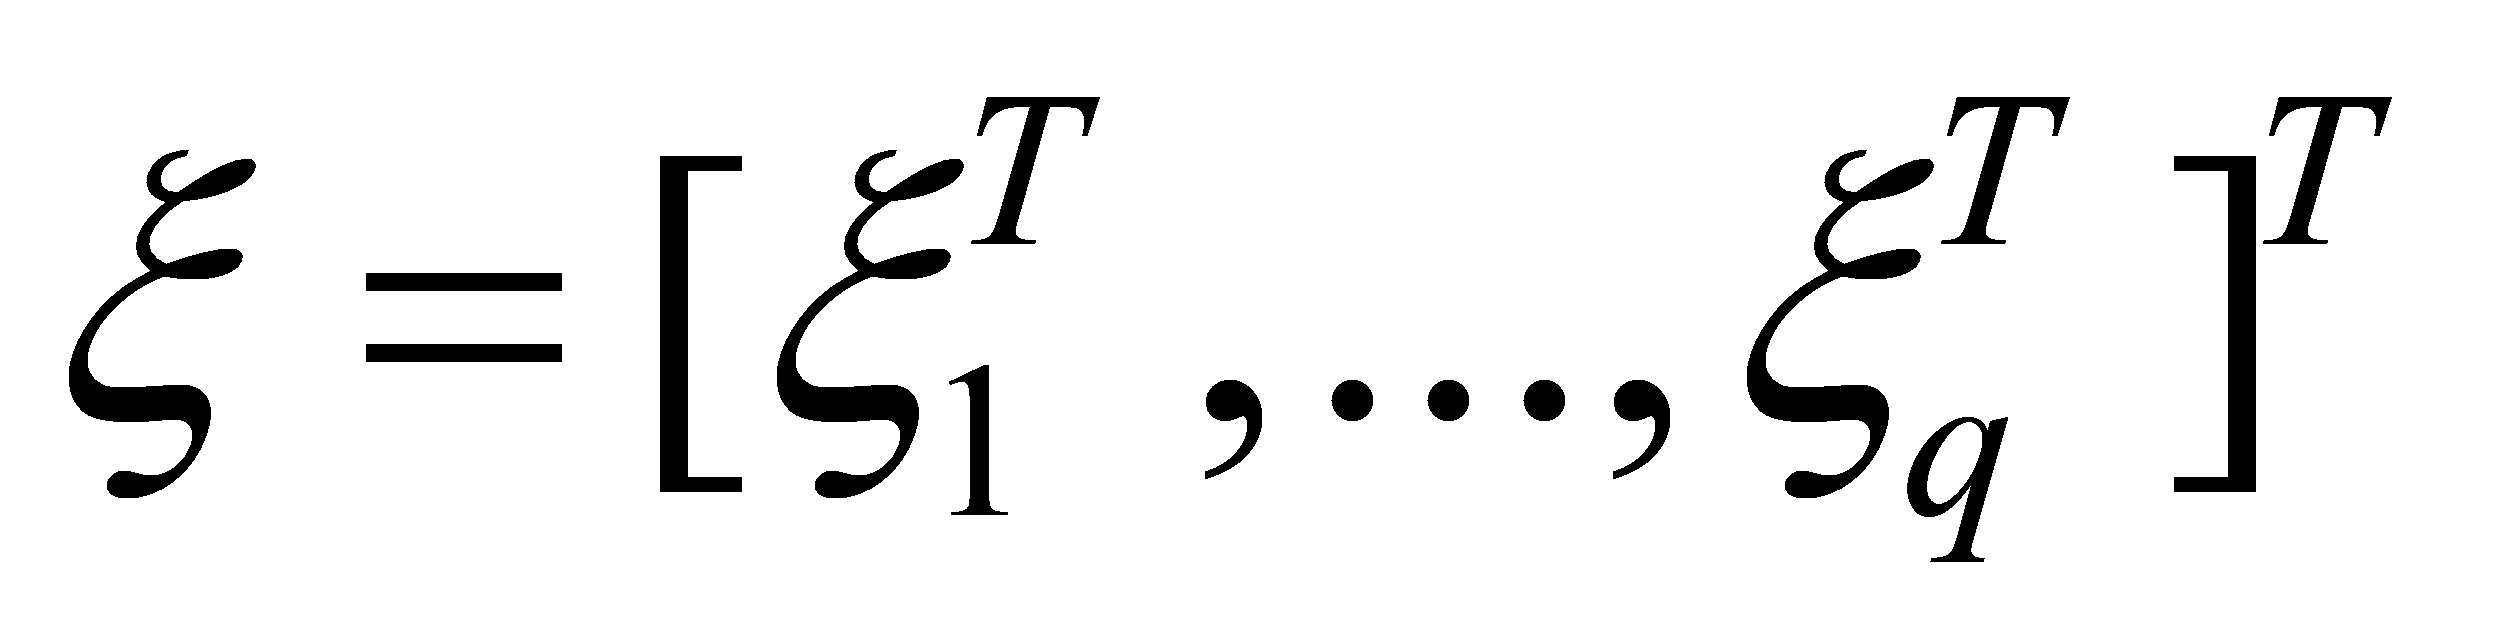 ξ = [ξ₁ᵀ, ..., ξ_qᵀ]ᵀ